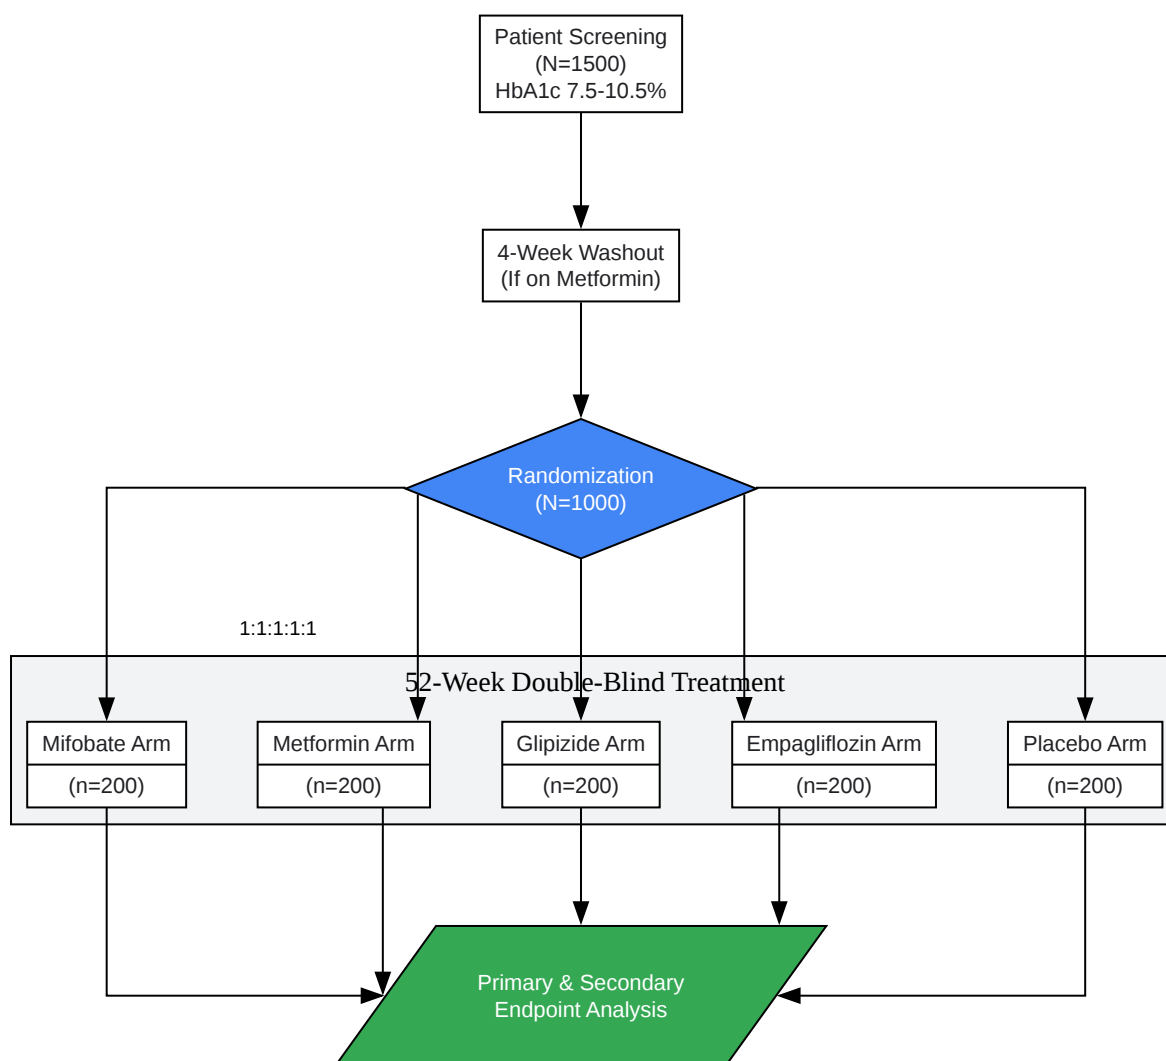 Patient Screening
(N=1500)
HbA1c 7.5-10.5%
4-Week Washout
(If on Metformin)
Randomization
(N=1000)
1:1:1:1:1
52-Week Double-Blind Treatment
Mifobate Arm
(n=200)
Metformin Arm
(n=200)
Glipizide Arm
(n=200)
Empagliflozin Arm
(n=200)
Placebo Arm
(n=200)
Primary & Secondary
Endpoint Analysis